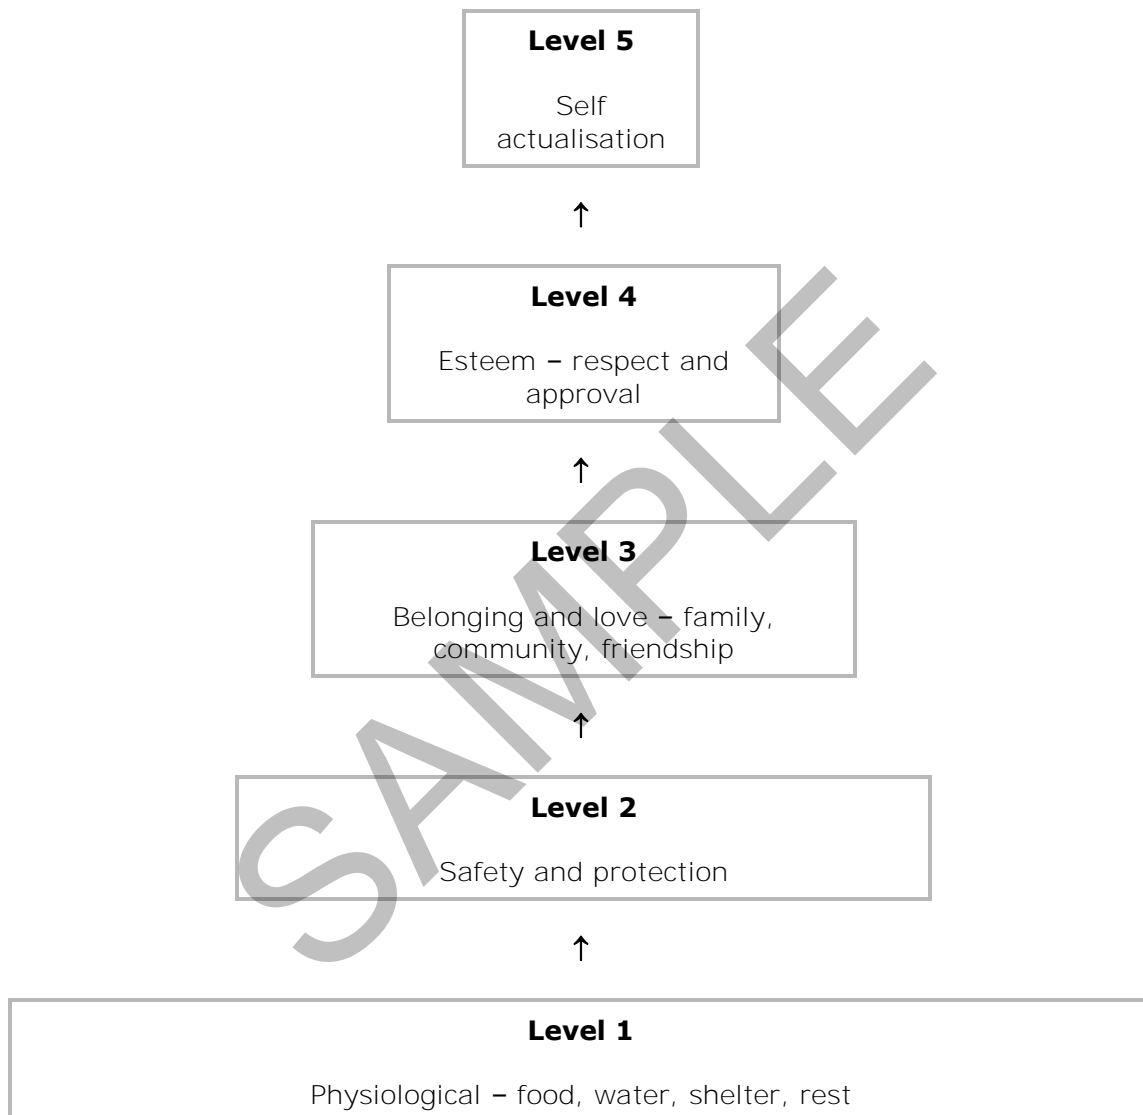 Level 5
Self
actualisation
↑
Level 4
Esteem – respect and
approval
↑
Level 3
Belonging and love – family,
community, friendship
↑
Level 2
Safety and protection
↑
Level 1
Physiological – food, water, shelter, rest
SAMPLE